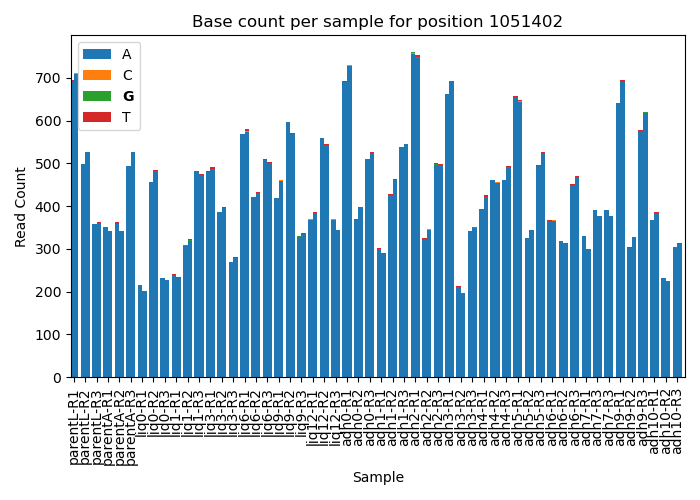 Base count per sample for position 1051402
A
C
G
T
Read Count
700
600
500
400
300
200
100
0
parentL-R1
parentL-R2
parentL-R3
parentA-R1
parentA-R2
parentA-R3
liq0-R1
liq0-R2
liq0-R3
liq1-R1
liq1-R2
liq1-R3
liq3-R1
liq3-R2
liq3-R3
liq6-R1
liq6-R2
liq6-R3
liq9-R1
liq9-R2
liq9-R3
liq12-R1
liq12-R2
liq12-R3
adh0-R1
adh0-R2
adh0-R3
adh1-R1
adh1-R2
adh1-R3
adh2-R1
adh2-R2
adh2-R3
adh3-R1
adh3-R2
adh3-R3
adh4-R1
adh4-R2
adh4-R3
adh5-R1
adh5-R2
adh5-R3
adh6-R1
adh6-R2
adh6-R3
adh7-R1
adh7-R2
adh7-R3
adh9-R1
adh9-R2
adh9-R3
adh10-R1
adh10-R2
adh10-R3
Sample